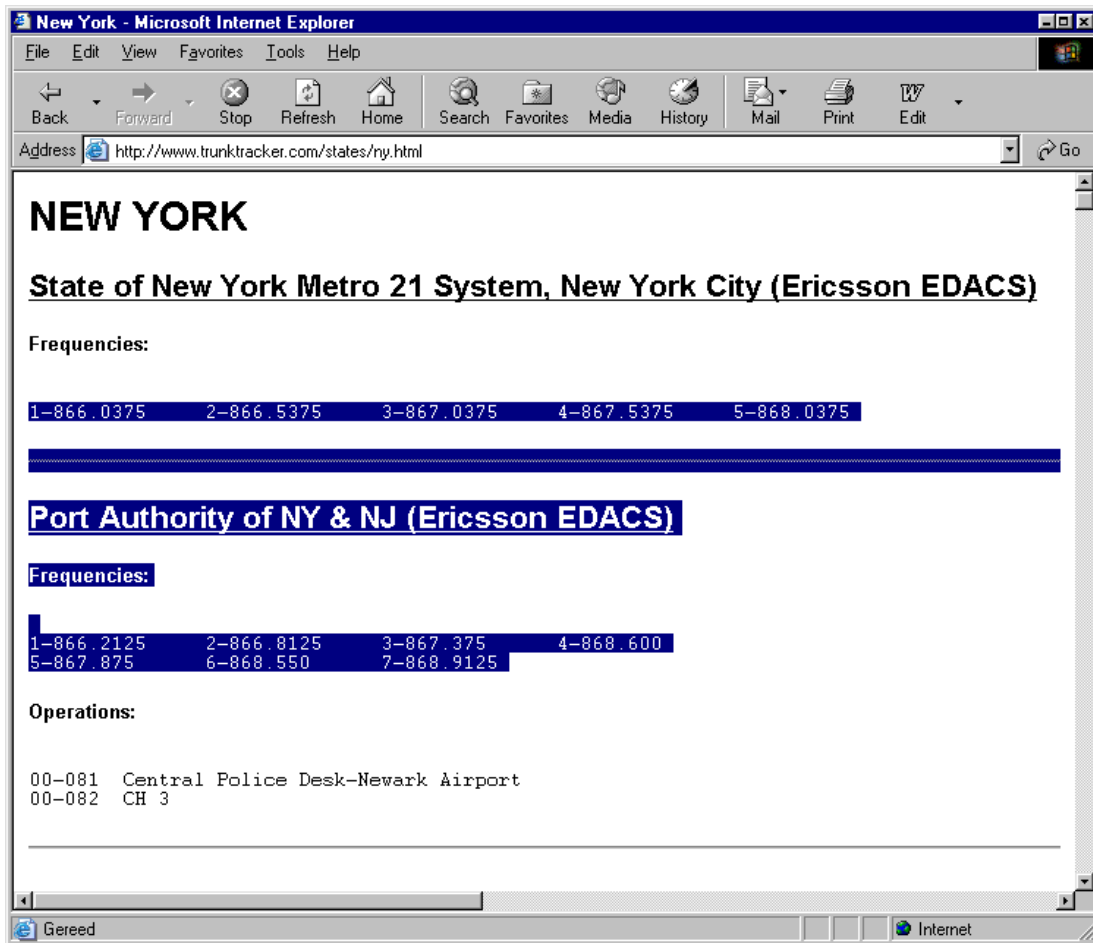 New York - Microsoft Internet Explorer
File Edit View Favorites Tools Help
Back Forward Stop Refresh Home Search Favorites Media History Mail Print Edit
Address http://www.trunktracker.com/states/ny.html Go
NEW YORK
State of New York Metro 21 System, New York City (Ericsson EDACS)
Frequencies:
1-866.0375 2-866.5375 3-867.0375 4-867.5375 5-868.0375
Port Authority of NY & NJ (Ericsson EDACS)
Frequencies:
1-866.2125 2-866.8125 3-867.375 4-868.600
5-867.875 6-868.550 7-868.9125
Operations:
00-081 Central Police Desk-Newark Airport
00-082 CH 3
Gereed Internet